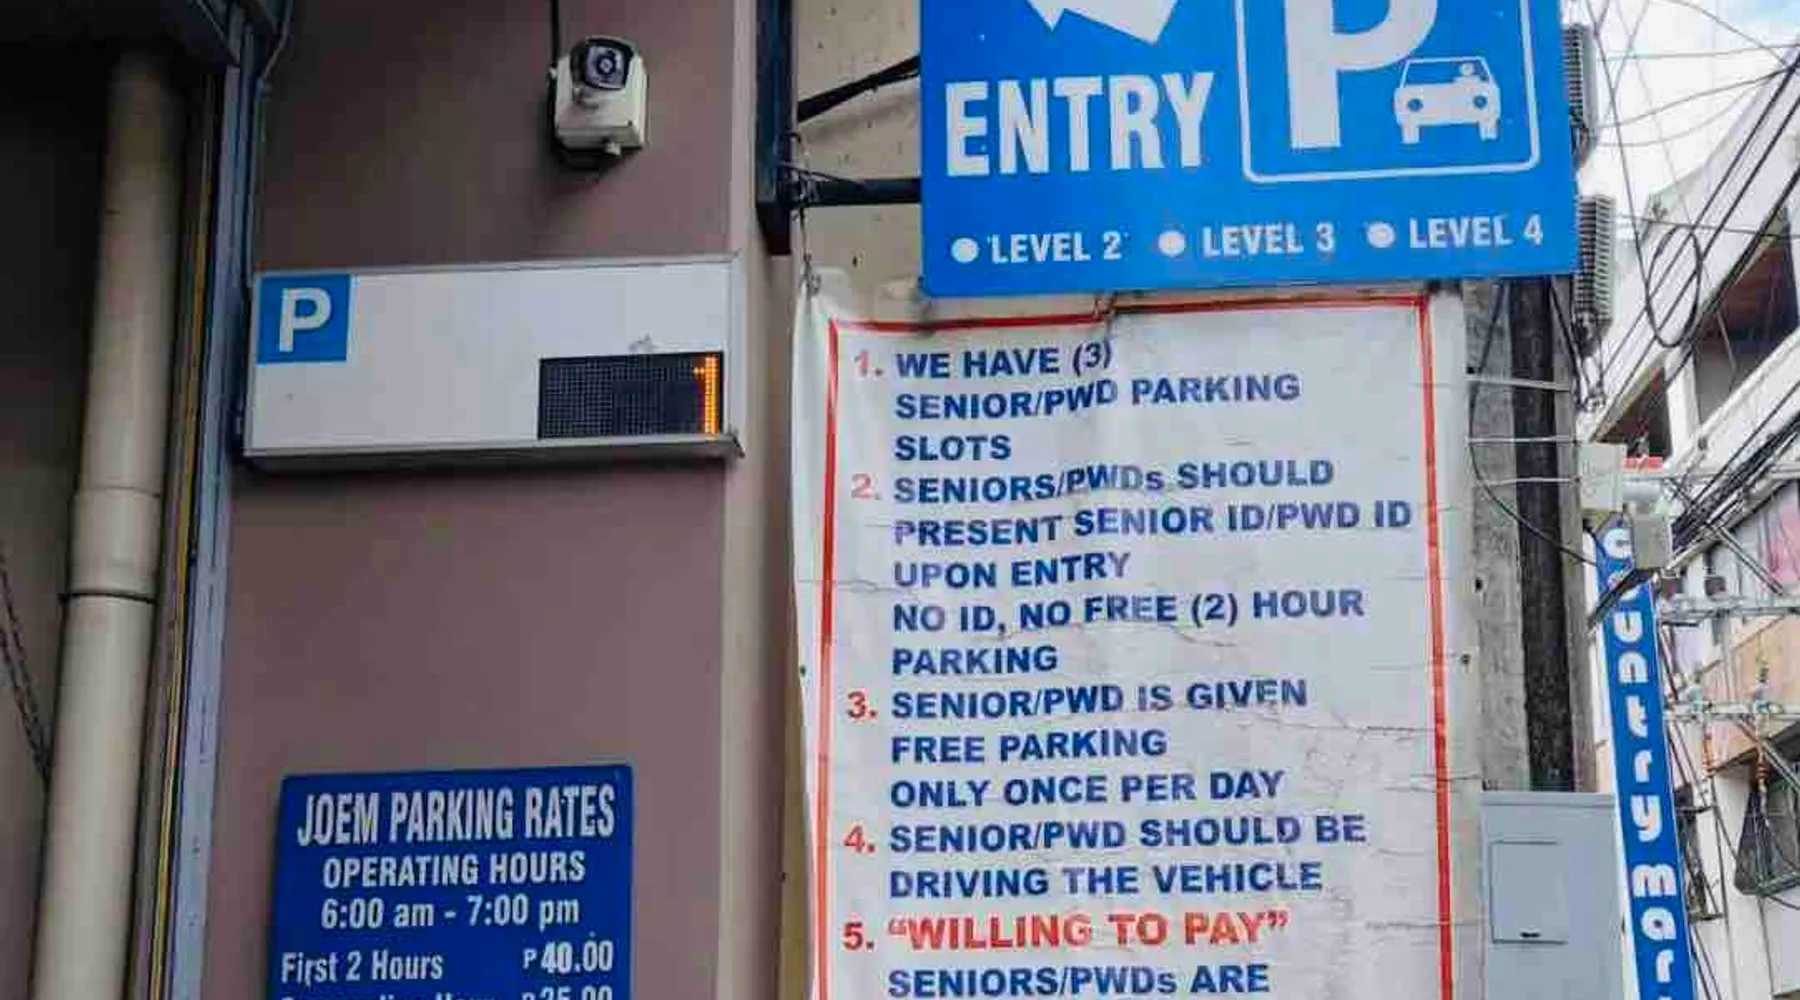 P
ENTRY
● LEVEL 2 ● LEVEL 3 ● LEVEL 4
P
1. WE HAVE (3)
SENIOR/PWD PARKING
SLOTS
2. SENIORS/PWDs SHOULD
PRESENT SENIOR ID/PWD ID
UPON ENTRY
NO ID, NO FREE (2) HOUR
PARKING
3. SENIOR/PWD IS GIVEN
FREE PARKING
ONLY ONCE PER DAY
4. SENIOR/PWD SHOULD BE
DRIVING THE VEHICLE
5. “WILLING TO PAY”
SENIORS/PWDs ARE
JOEM PARKING RATES
OPERATING HOURS
6:00 am - 7:00 pm
First 2 Hours ₱40.00
Country Mar